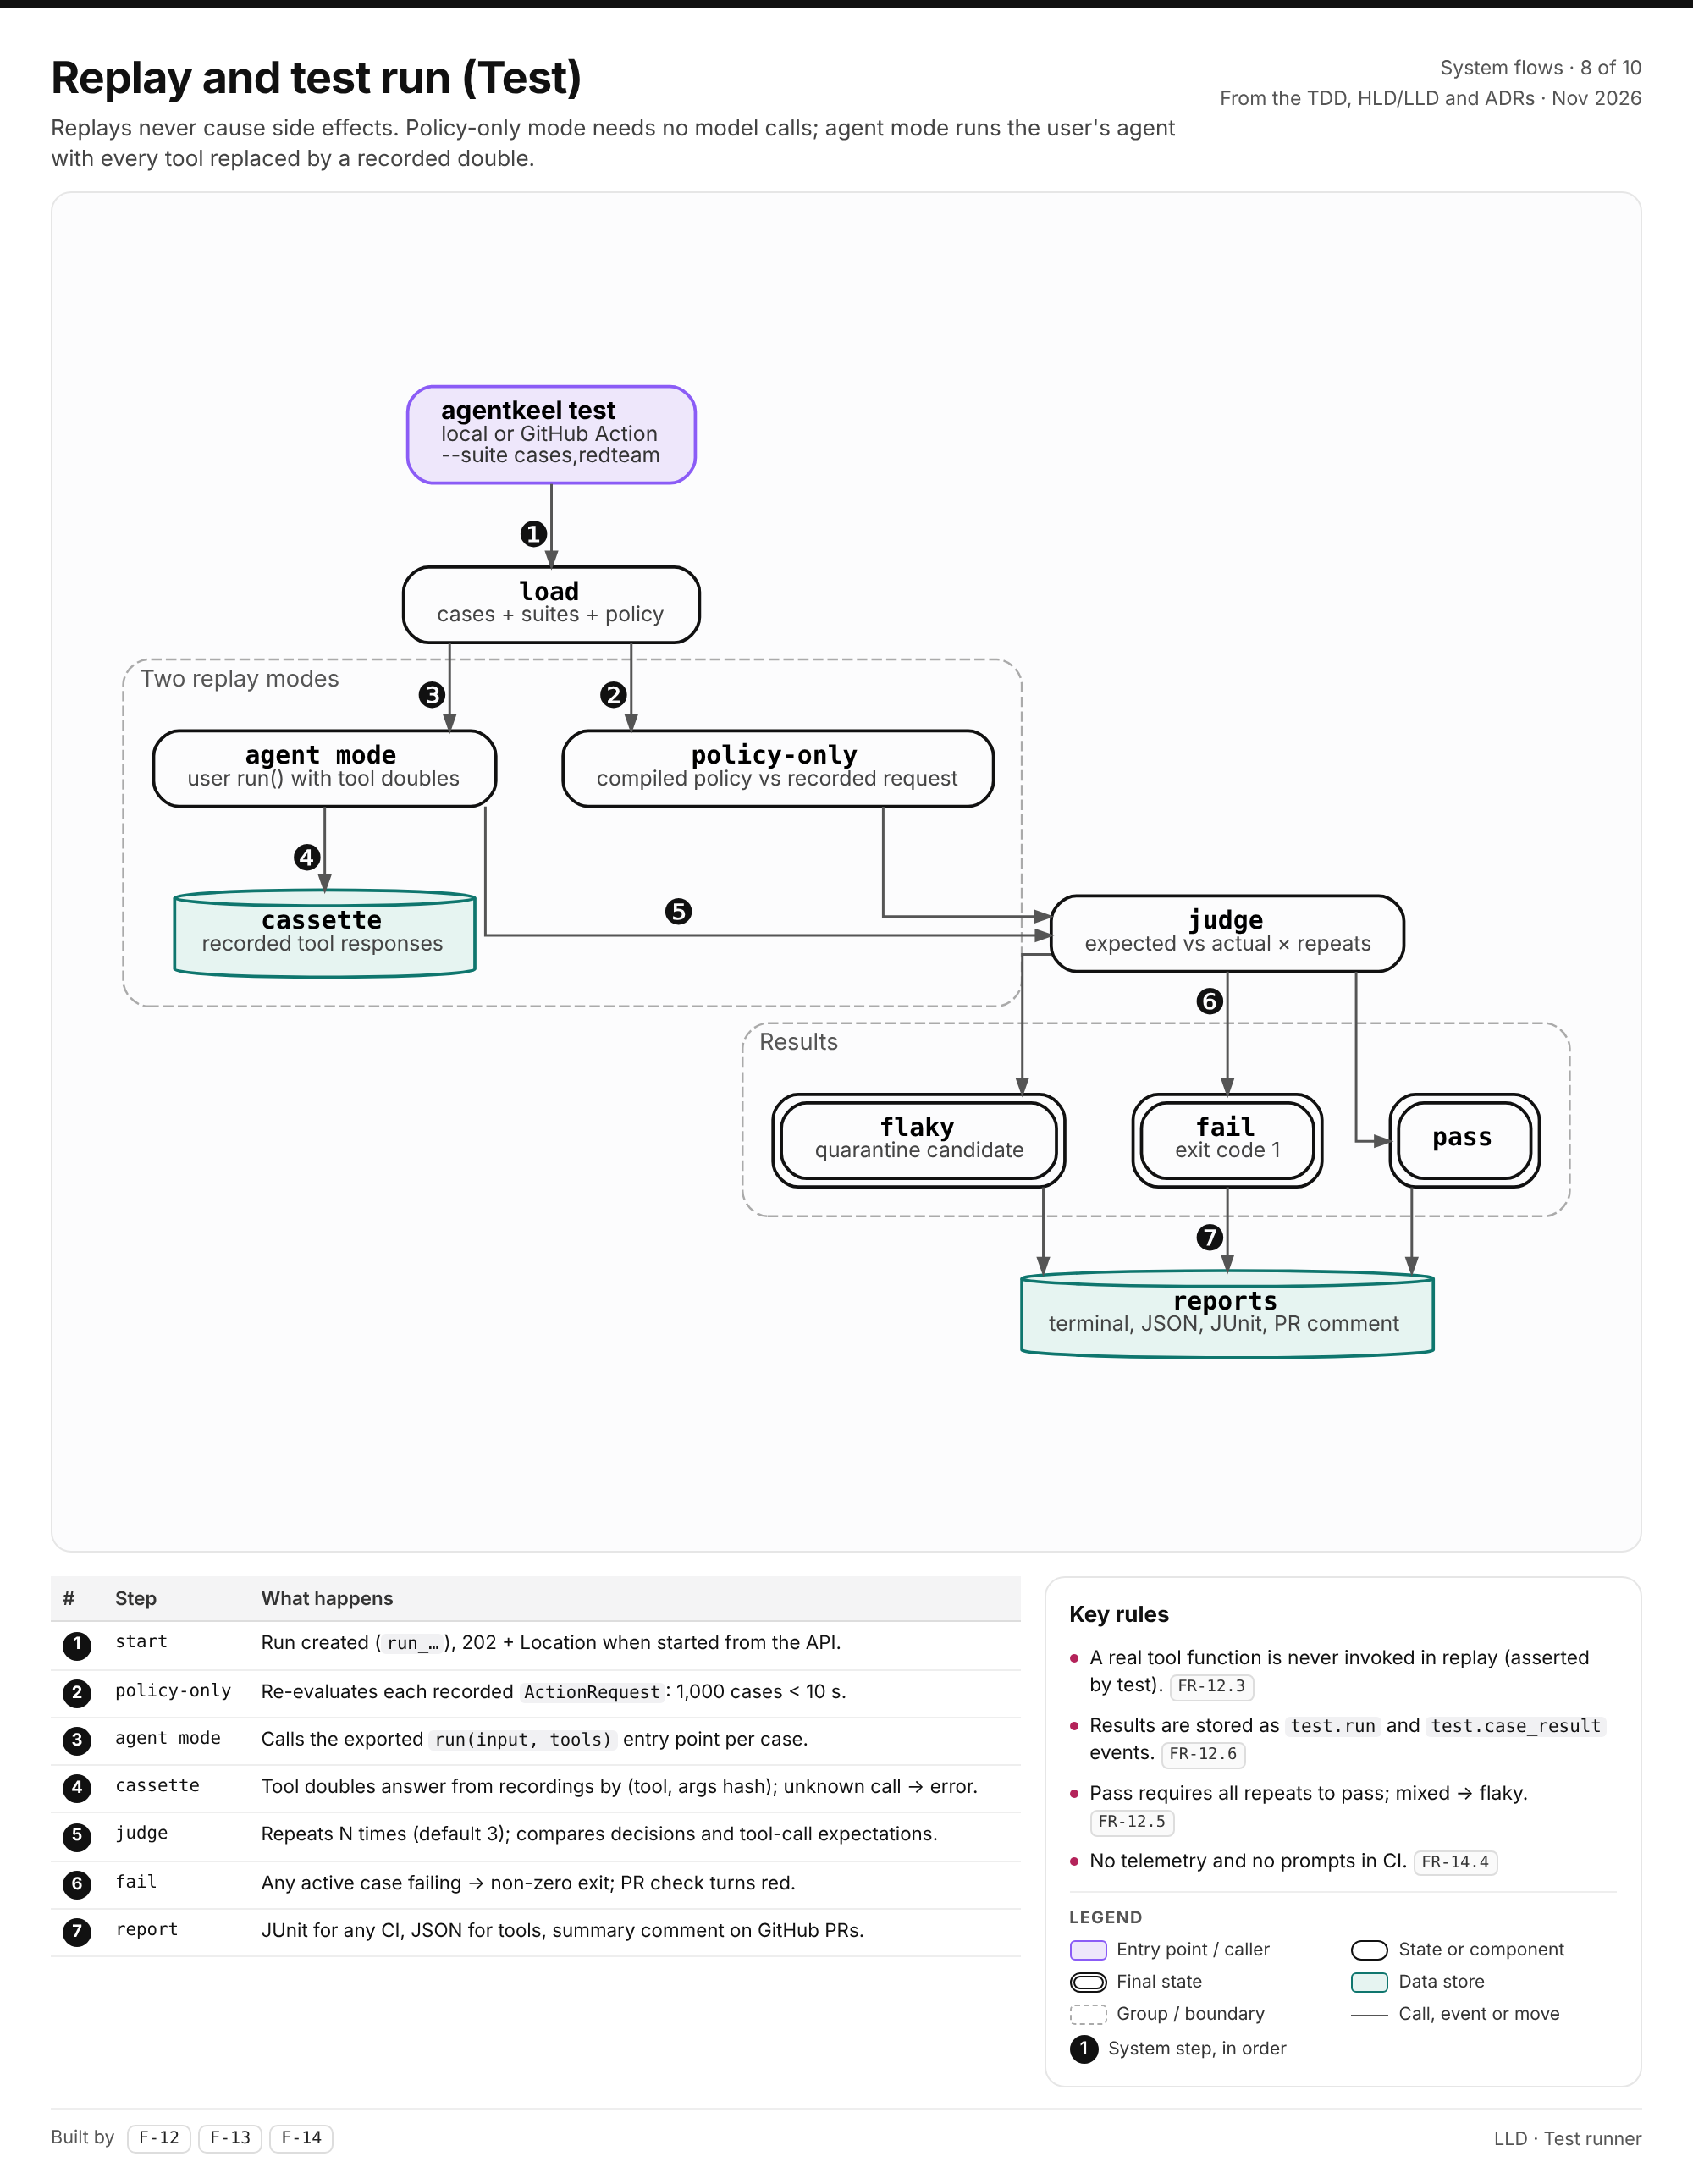 Replay and test run (Test)
System flows · 8 of 10
From the TDD, HLD/LLD and ADRs · Nov 2026
Replays never cause side effects. Policy-only mode needs no model calls; agent mode runs the user's agent
with every tool replaced by a recorded double.
agentkeel test
local or GitHub Action
--suite cases,redteam
1
load
cases + suites + policy
Two replay modes
3
2
agent mode
user run() with tool doubles
policy-only
compiled policy vs recorded request
4
5
cassette
recorded tool responses
judge
expected vs actual × repeats
6
Results
flaky
quarantine candidate
fail
exit code 1
pass
7
reports
terminal, JSON, JUnit, PR comment
# Step What happens
1 start Run created (run_…), 202 + Location when started from the API.
2 policy-only Re-evaluates each recorded ActionRequest: 1,000 cases < 10 s.
3 agent mode Calls the exported run(input, tools) entry point per case.
4 cassette Tool doubles answer from recordings by (tool, args hash); unknown call → error.
5 judge Repeats N times (default 3); compares decisions and tool-call expectations.
6 fail Any active case failing → non-zero exit; PR check turns red.
7 report JUnit for any CI, JSON for tools, summary comment on GitHub PRs.
Key rules
• A real tool function is never invoked in replay (asserted
by test). FR-12.3
• Results are stored as test.run and test.case_result
events. FR-12.6
• Pass requires all repeats to pass; mixed → flaky.
FR-12.5
• No telemetry and no prompts in CI. FR-14.4
LEGEND
Entry point / caller
State or component
Final state
Data store
Group / boundary
Call, event or move
1 System step, in order
Built by F-12 F-13 F-14
LLD · Test runner